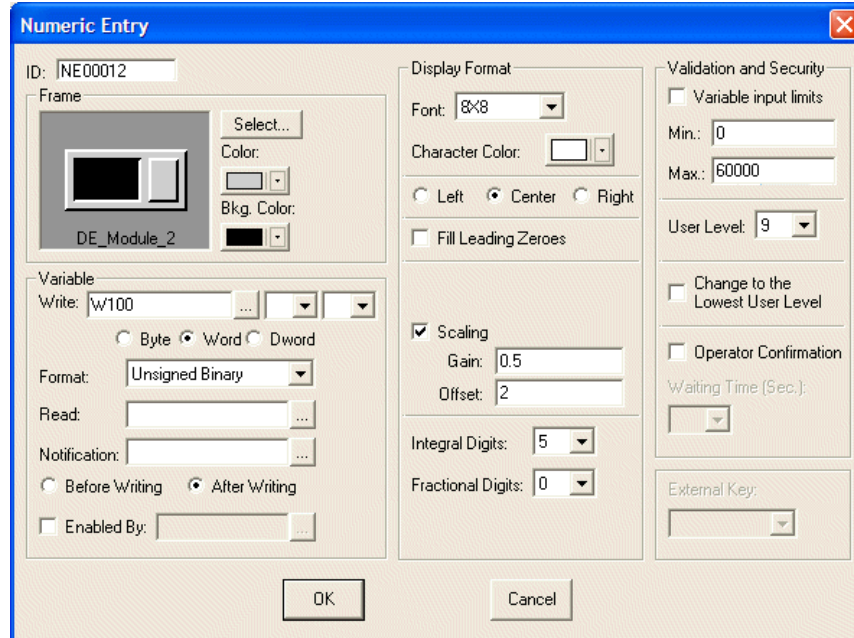 Numeric Entry
ID: NE00012
Frame
Select...
Color:
Bkg. Color:
DE_Module_2
Variable
Write: W100 ...
Byte Word Dword
Format: Unsigned Binary
Read: ...
Notification: ...
Before Writing After Writing
Enabled By: ...
Display Format
Font: 8X8
Character Color:
Left Center Right
Fill Leading Zeroes
Scaling
Gain: 0.5
Offset: 2
Integral Digits: 5
Fractional Digits: 0
Validation and Security
Variable input limits
Min.: 0
Max.: 60000
User Level: 9
Change to the
Lowest User Level
Operator Confirmation
Waiting Time (Sec.):
External Key:
OK Cancel